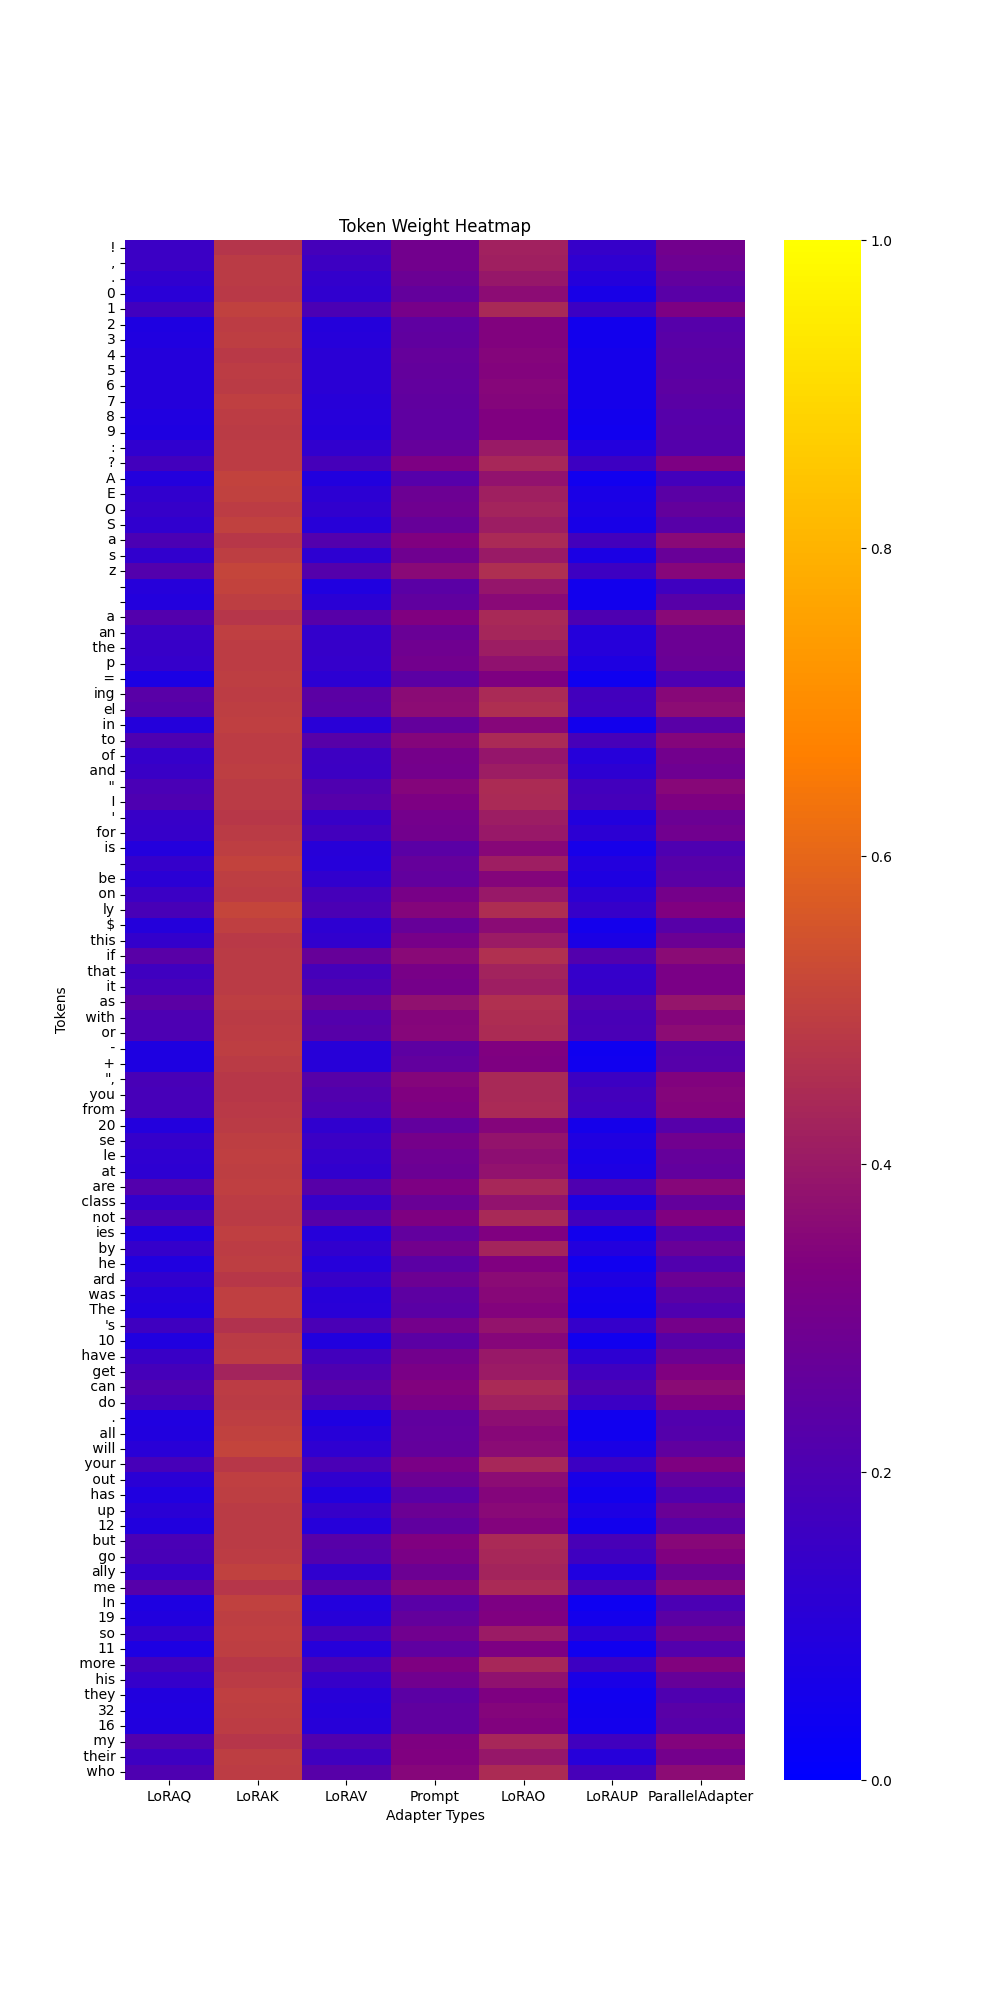 Token Weight Heatmap
!
,
.
0
1
2
3
4
5
6
7
8
9
:
?
A
E
O
S
a
s
z
a
an
the
p
=
ing
el
in
to
of
and
"
I
'
for
is
be
on
ly
$
this
if
that
it
as
with
or
-
+
",
you
from
20
se
le
at
are
class
not
ies
by
he
ard
was
The
's
10
have
get
can
do
.
all
will
your
out
has
up
12
but
go
ally
me
In
19
so
11
more
his
they
32
16
my
their
who
Tokens
LoRAQ LoRAK LoRAV Prompt LoRAO LoRAUP ParallelAdapter
Adapter Types
1.0
0.8
0.6
0.4
0.2
0.0